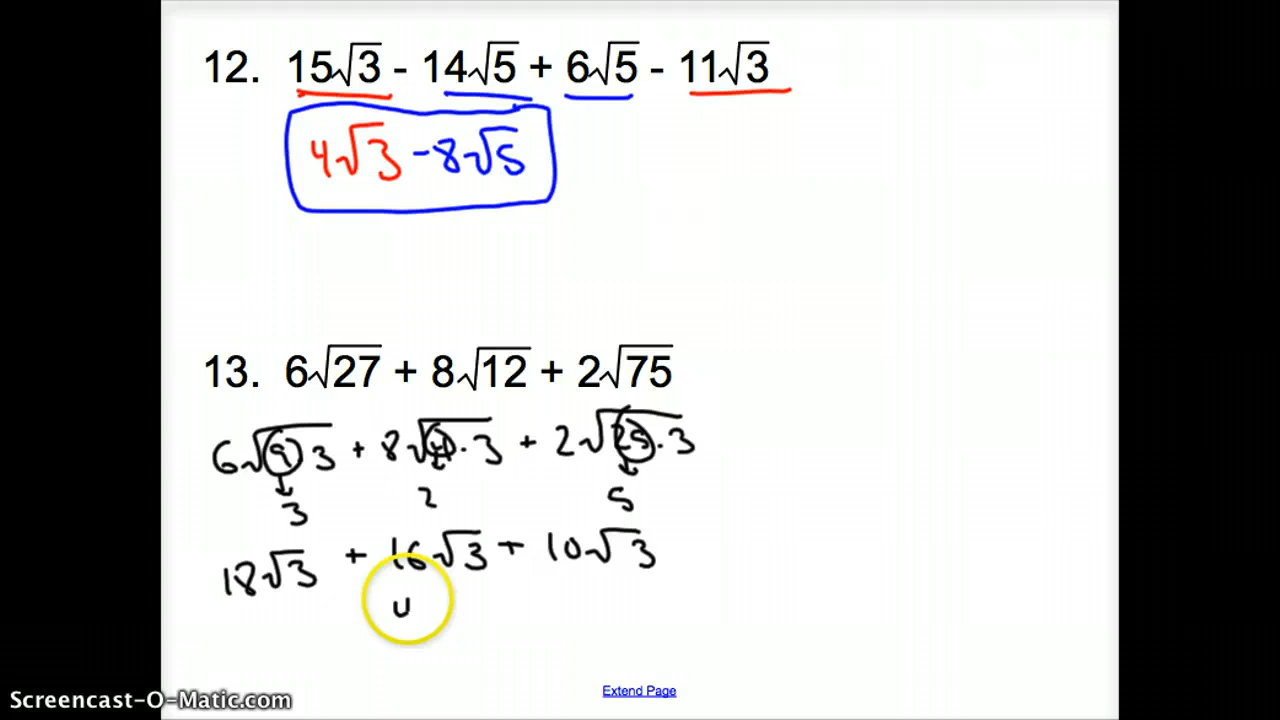 12. 15√3 - 14√5 + 6√5 - 11√3
4√3 -8√5
13. 6√27 + 8√12 + 2√75
6√9 3 + 8√4·3 + 2√25·3
3 2 5
18√3 + 16√3 + 10√3
Extend Page
Screencast-O-Matic.com